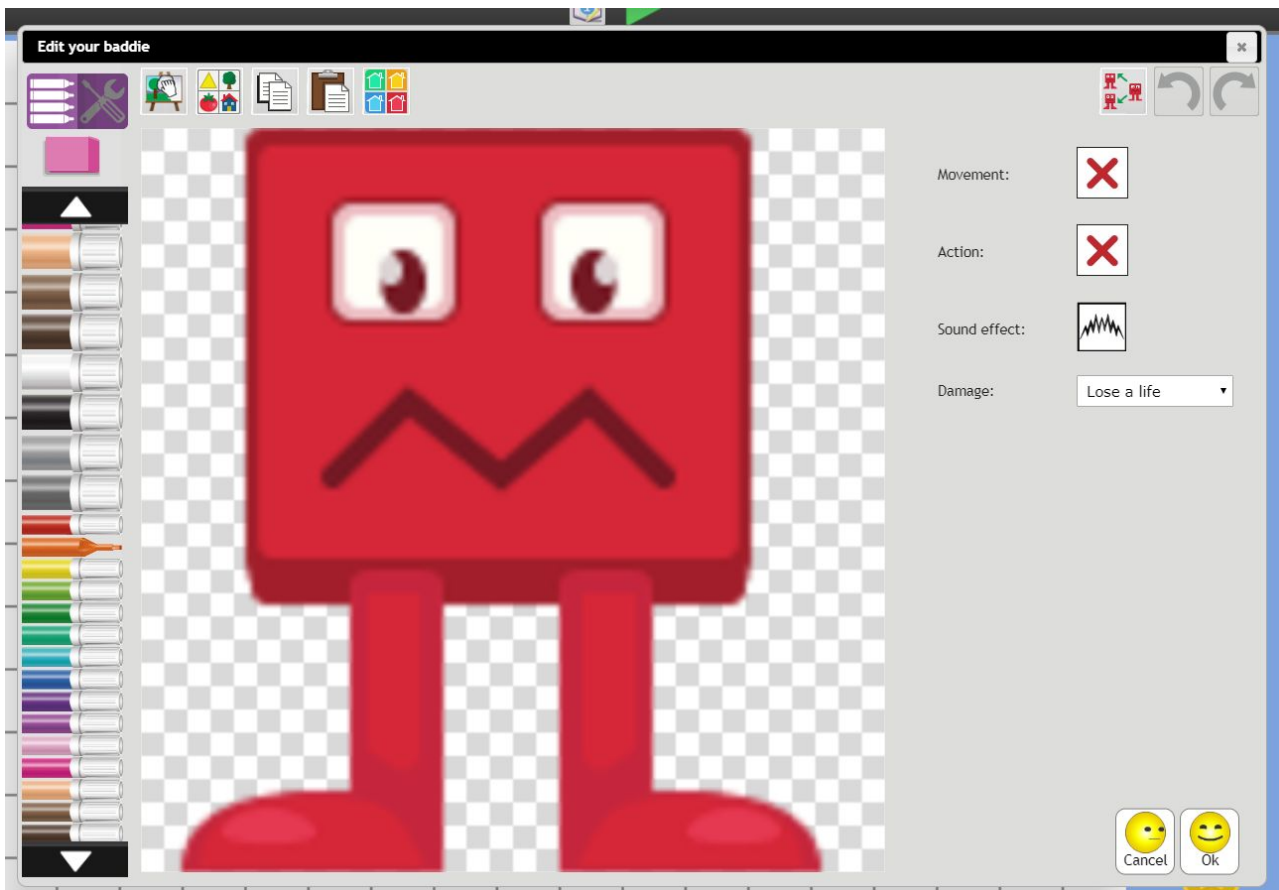 Edit your baddie
Movement:
Action:
Sound effect:
Damage:
Lose a life
Cancel
Ok